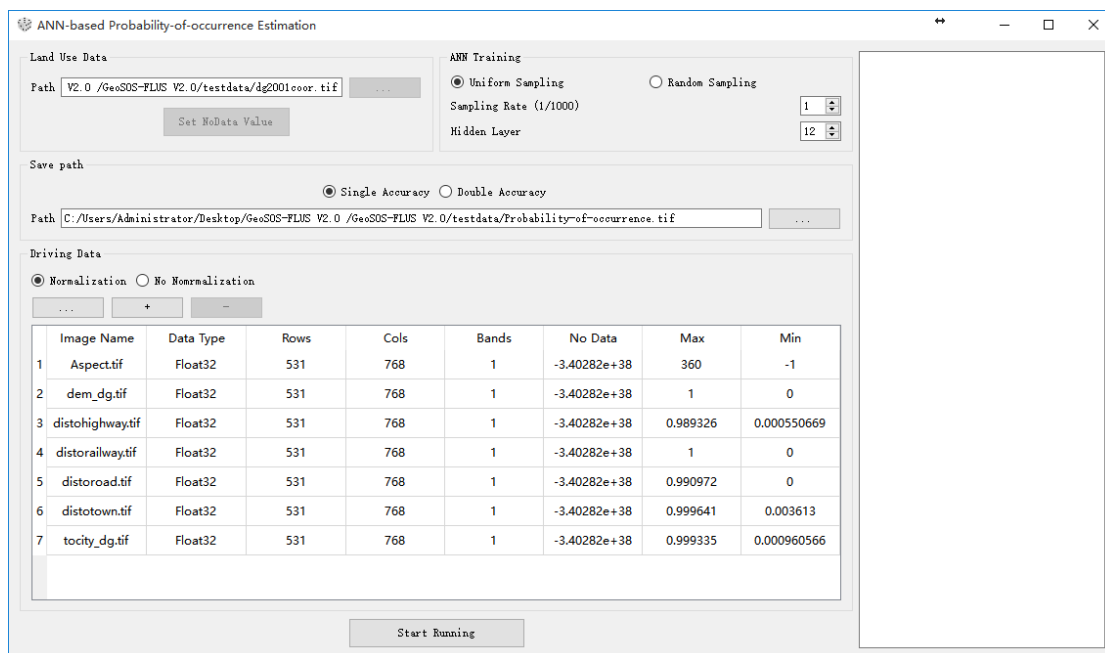 ANN-based Probability-of-occurrence Estimation
Land Use Data
Path V2.0 /GeoSOS-FLUS V2.0/testdata/dg2001coor.tif ...
Set NoData Value
ANN Training
Uniform Sampling Random Sampling
Sampling Rate (1/1000) 1
Hidden Layer 12
Save path
Single Accuracy Double Accuracy
Path C:/Users/Administrator/Desktop/GeoSOS-FLUS V2.0 /GeoSOS-FLUS V2.0/testdata/Probability-of-occurrence.tif ...
Driving Data
Normalization No Nomrmalization
... + −
Image Name Data Type Rows Cols Bands No Data Max Min
1 Aspect.tif Float32 531 768 1 -3.40282e+38 360 -1
2 dem_dg.tif Float32 531 768 1 -3.40282e+38 1 0
3 distohighway.tif Float32 531 768 1 -3.40282e+38 0.989326 0.000550669
4 distorailway.tif Float32 531 768 1 -3.40282e+38 1 0
5 distoroad.tif Float32 531 768 1 -3.40282e+38 0.990972 0
6 distotown.tif Float32 531 768 1 -3.40282e+38 0.999641 0.003613
7 tocity_dg.tif Float32 531 768 1 -3.40282e+38 0.999335 0.000960566
Start Running